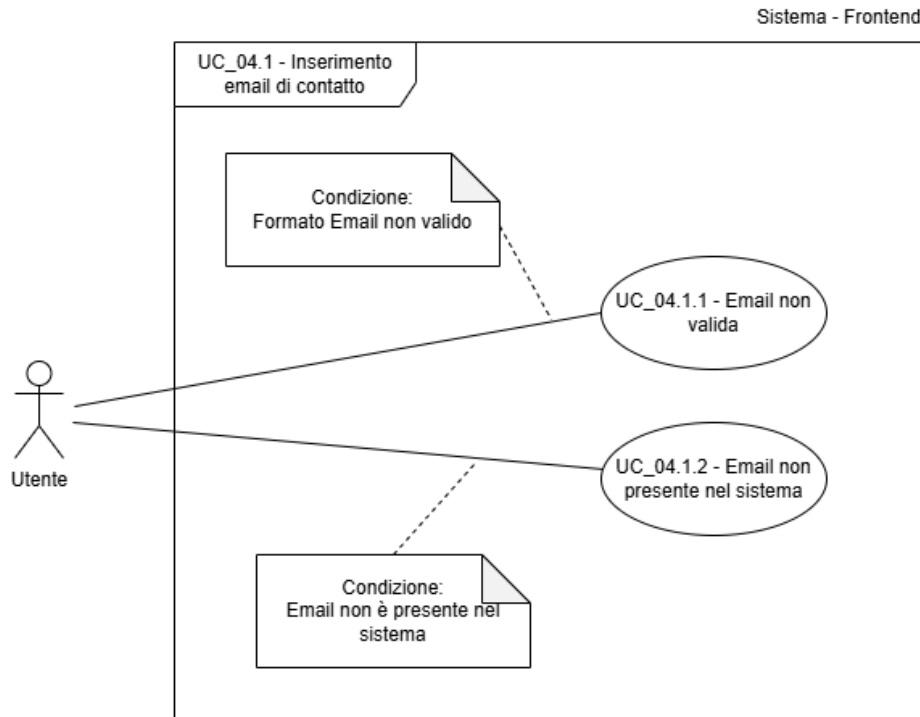 Sistema - Frontend
UC_04.1 - Inserimento
email di contatto
Condizione:
Formato Email non valido
UC_04.1.1 - Email non
valida
Utente
UC_04.1.2 - Email non
presente nel sistema
Condizione:
Email non è presente nel
sistema